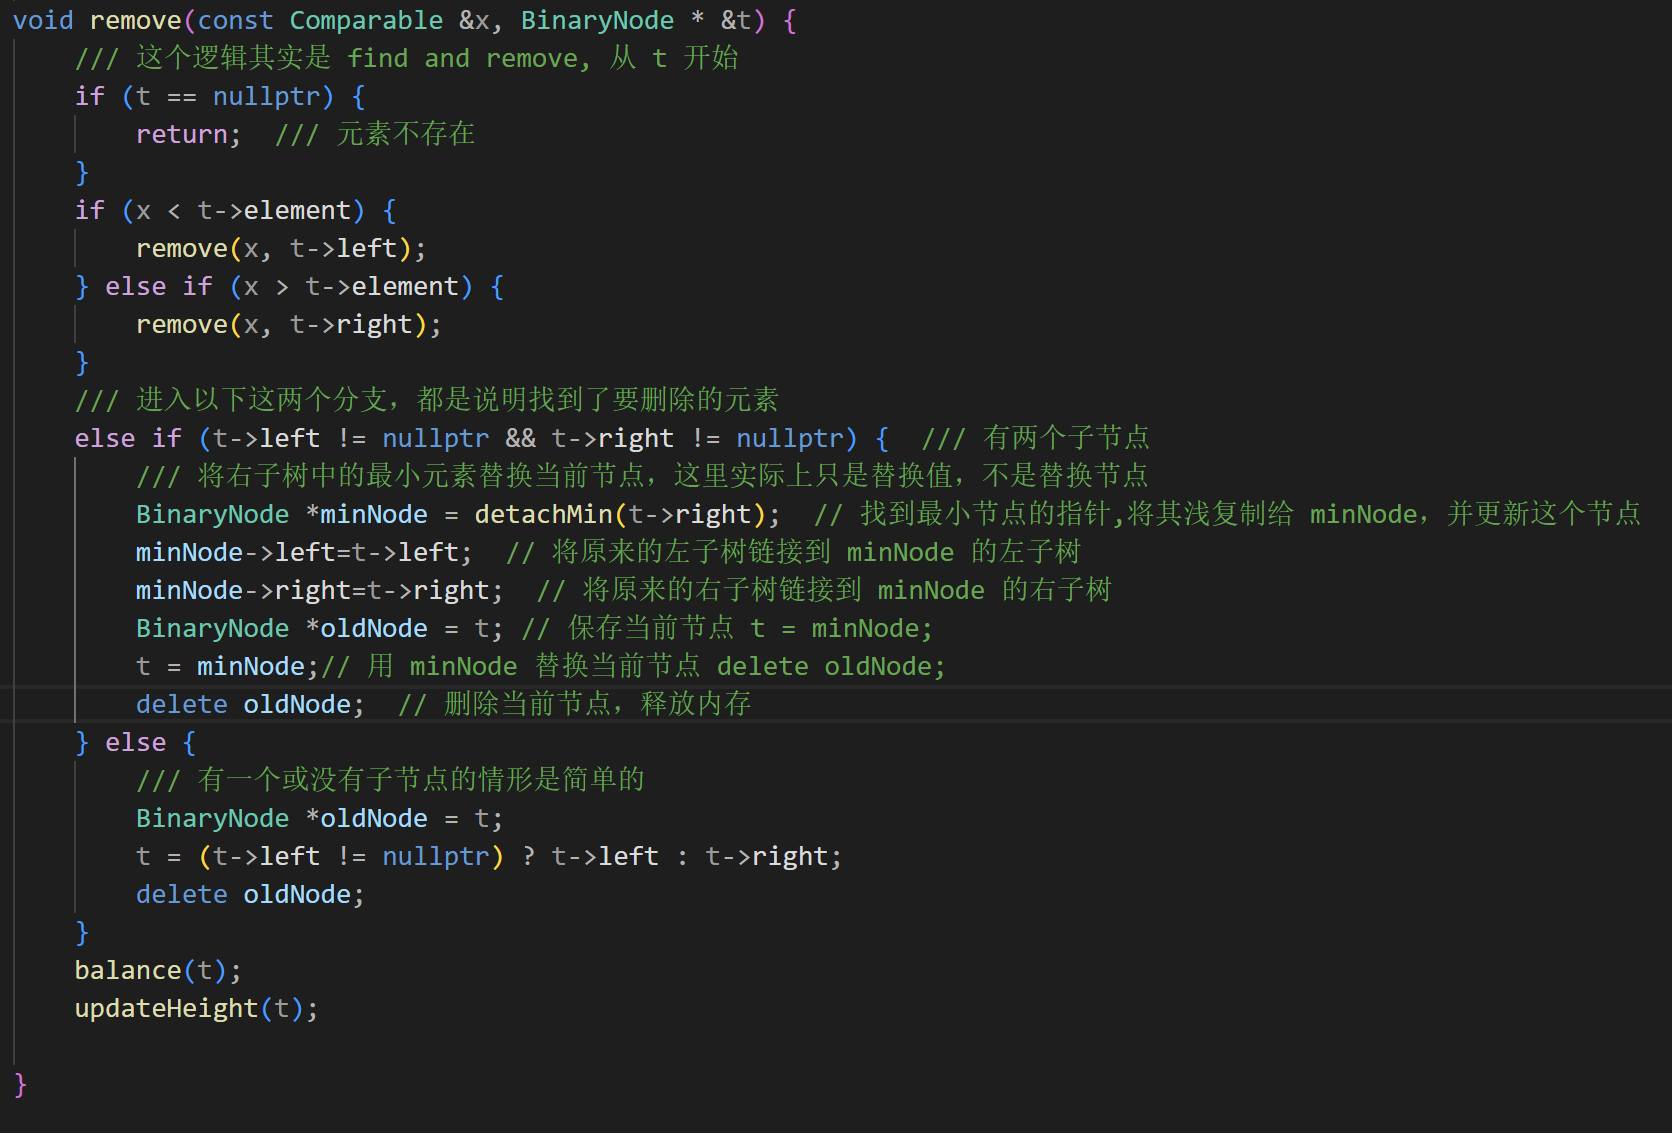 void remove(const Comparable &x, BinaryNode * &t) {
    /// 这个逻辑其实是 find and remove, 从 t 开始
    if (t == nullptr) {
        return;  /// 元素不存在
    }
    if (x < t->element) {
        remove(x, t->left);
    } else if (x > t->element) {
        remove(x, t->right);
    }
    /// 进入以下这两个分支，都是说明找到了要删除的元素
    else if (t->left != nullptr && t->right != nullptr) {  /// 有两个子节点
        /// 将右子树中的最小元素替换当前节点，这里实际上只是替换值，不是替换节点
        BinaryNode *minNode = detachMin(t->right);  // 找到最小节点的指针,将其浅复制给 minNode，并更新这个节点
        minNode->left=t->left;  // 将原来的左子树链接到 minNode 的左子树
        minNode->right=t->right;  // 将原来的右子树链接到 minNode 的右子树
        BinaryNode *oldNode = t; // 保存当前节点 t = minNode;
        t = minNode;// 用 minNode 替换当前节点 delete oldNode;
        delete oldNode;  // 删除当前节点，释放内存
    } else {
        /// 有一个或没有子节点的情形是简单的
        BinaryNode *oldNode = t;
        t = (t->left != nullptr) ? t->left : t->right;
        delete oldNode;
    }
    balance(t);
    updateHeight(t);
}